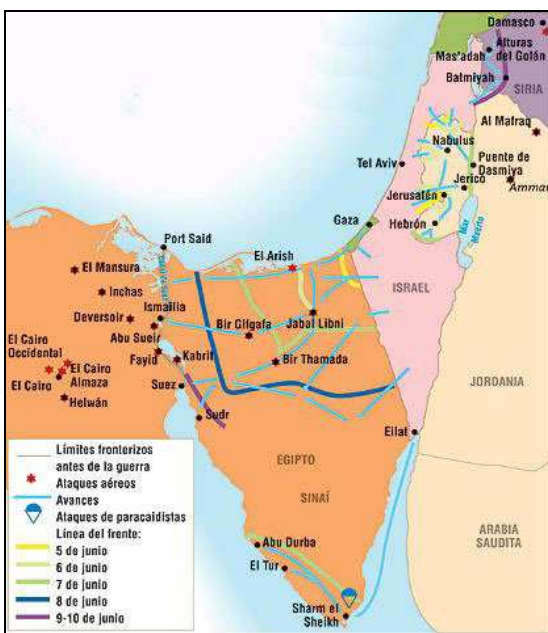 Damasco
Alturas
del Golán
Mas'adah
Batmiyah
SIRIA
Al Mafraq
Nabulus
Puente de
Dasmiya
Tel Aviv
Jericó
Amman
Jerusalén
Gaza
Hebrón
Mar
Muerto
Port Said
El Arish
El Mansura
ISRAEL
Inchas
Ismailia
Deversoir
Bir Gifgafa
Jabal Libni
Abu Sueir
El Cairo
Occidental
Fayid
Kabrit
Bir Thamada
El Cairo
Almaza
El Cairo
Suez
JORDANIA
Helwán
Sudr
Eilat
EGIPTO
SINAÍ
ARABIA
SAUDITA
Abu Durba
El Tur
Sharm el
Sheikh
Límites fronterizos
antes de la guerra
Ataques aéreos
Avances
Ataques de paracaidistas
Línea del frente:
5 de junio
6 de junio
7 de junio
8 de junio
9-10 de junio